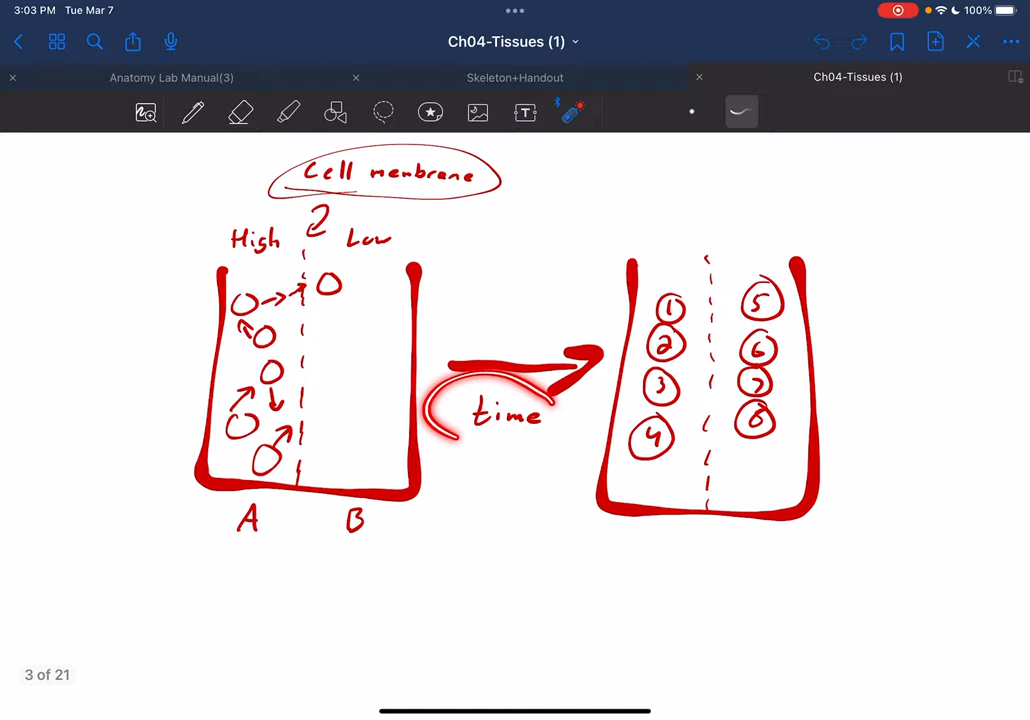 3:03 PM Tue Mar 7
100%
Ch04-Tissues (1)
Anatomy Lab Manual(3)
Skeleton+Handout
Ch04-Tissues (1)
T
Cell membrane
High Low
time
1
2
3
4
5
6
7
8
A B
3 of 21